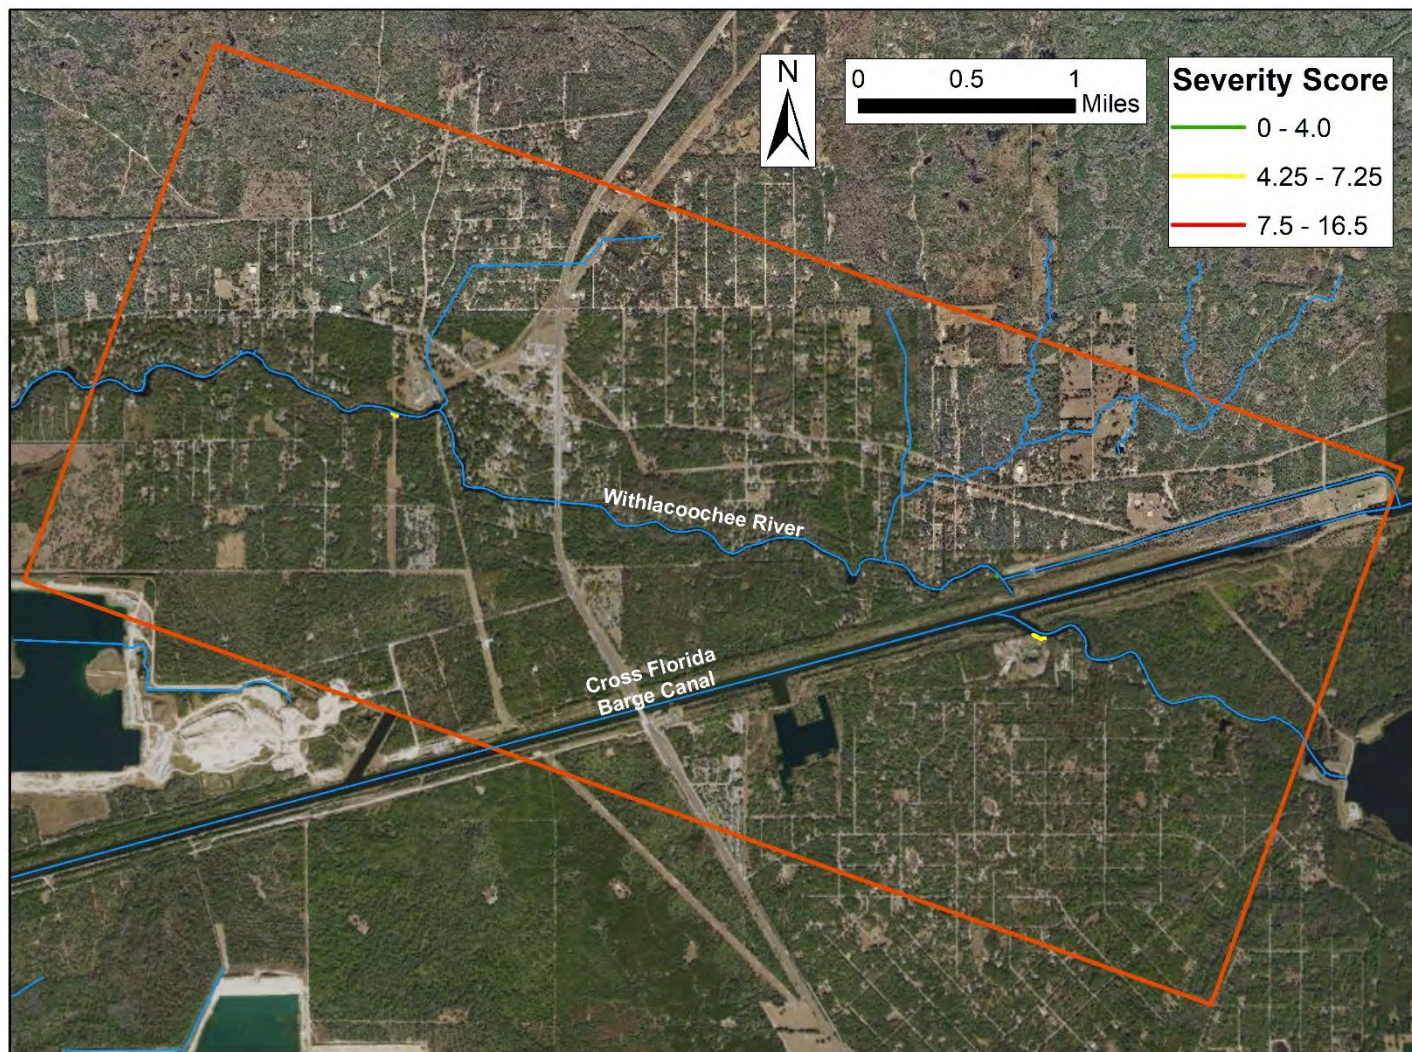 N
0 0.5 1
Miles
Severity Score
0 - 4.0
4.25 - 7.25
7.5 - 16.5
Withlacoochee River
Cross Florida
Barge Canal